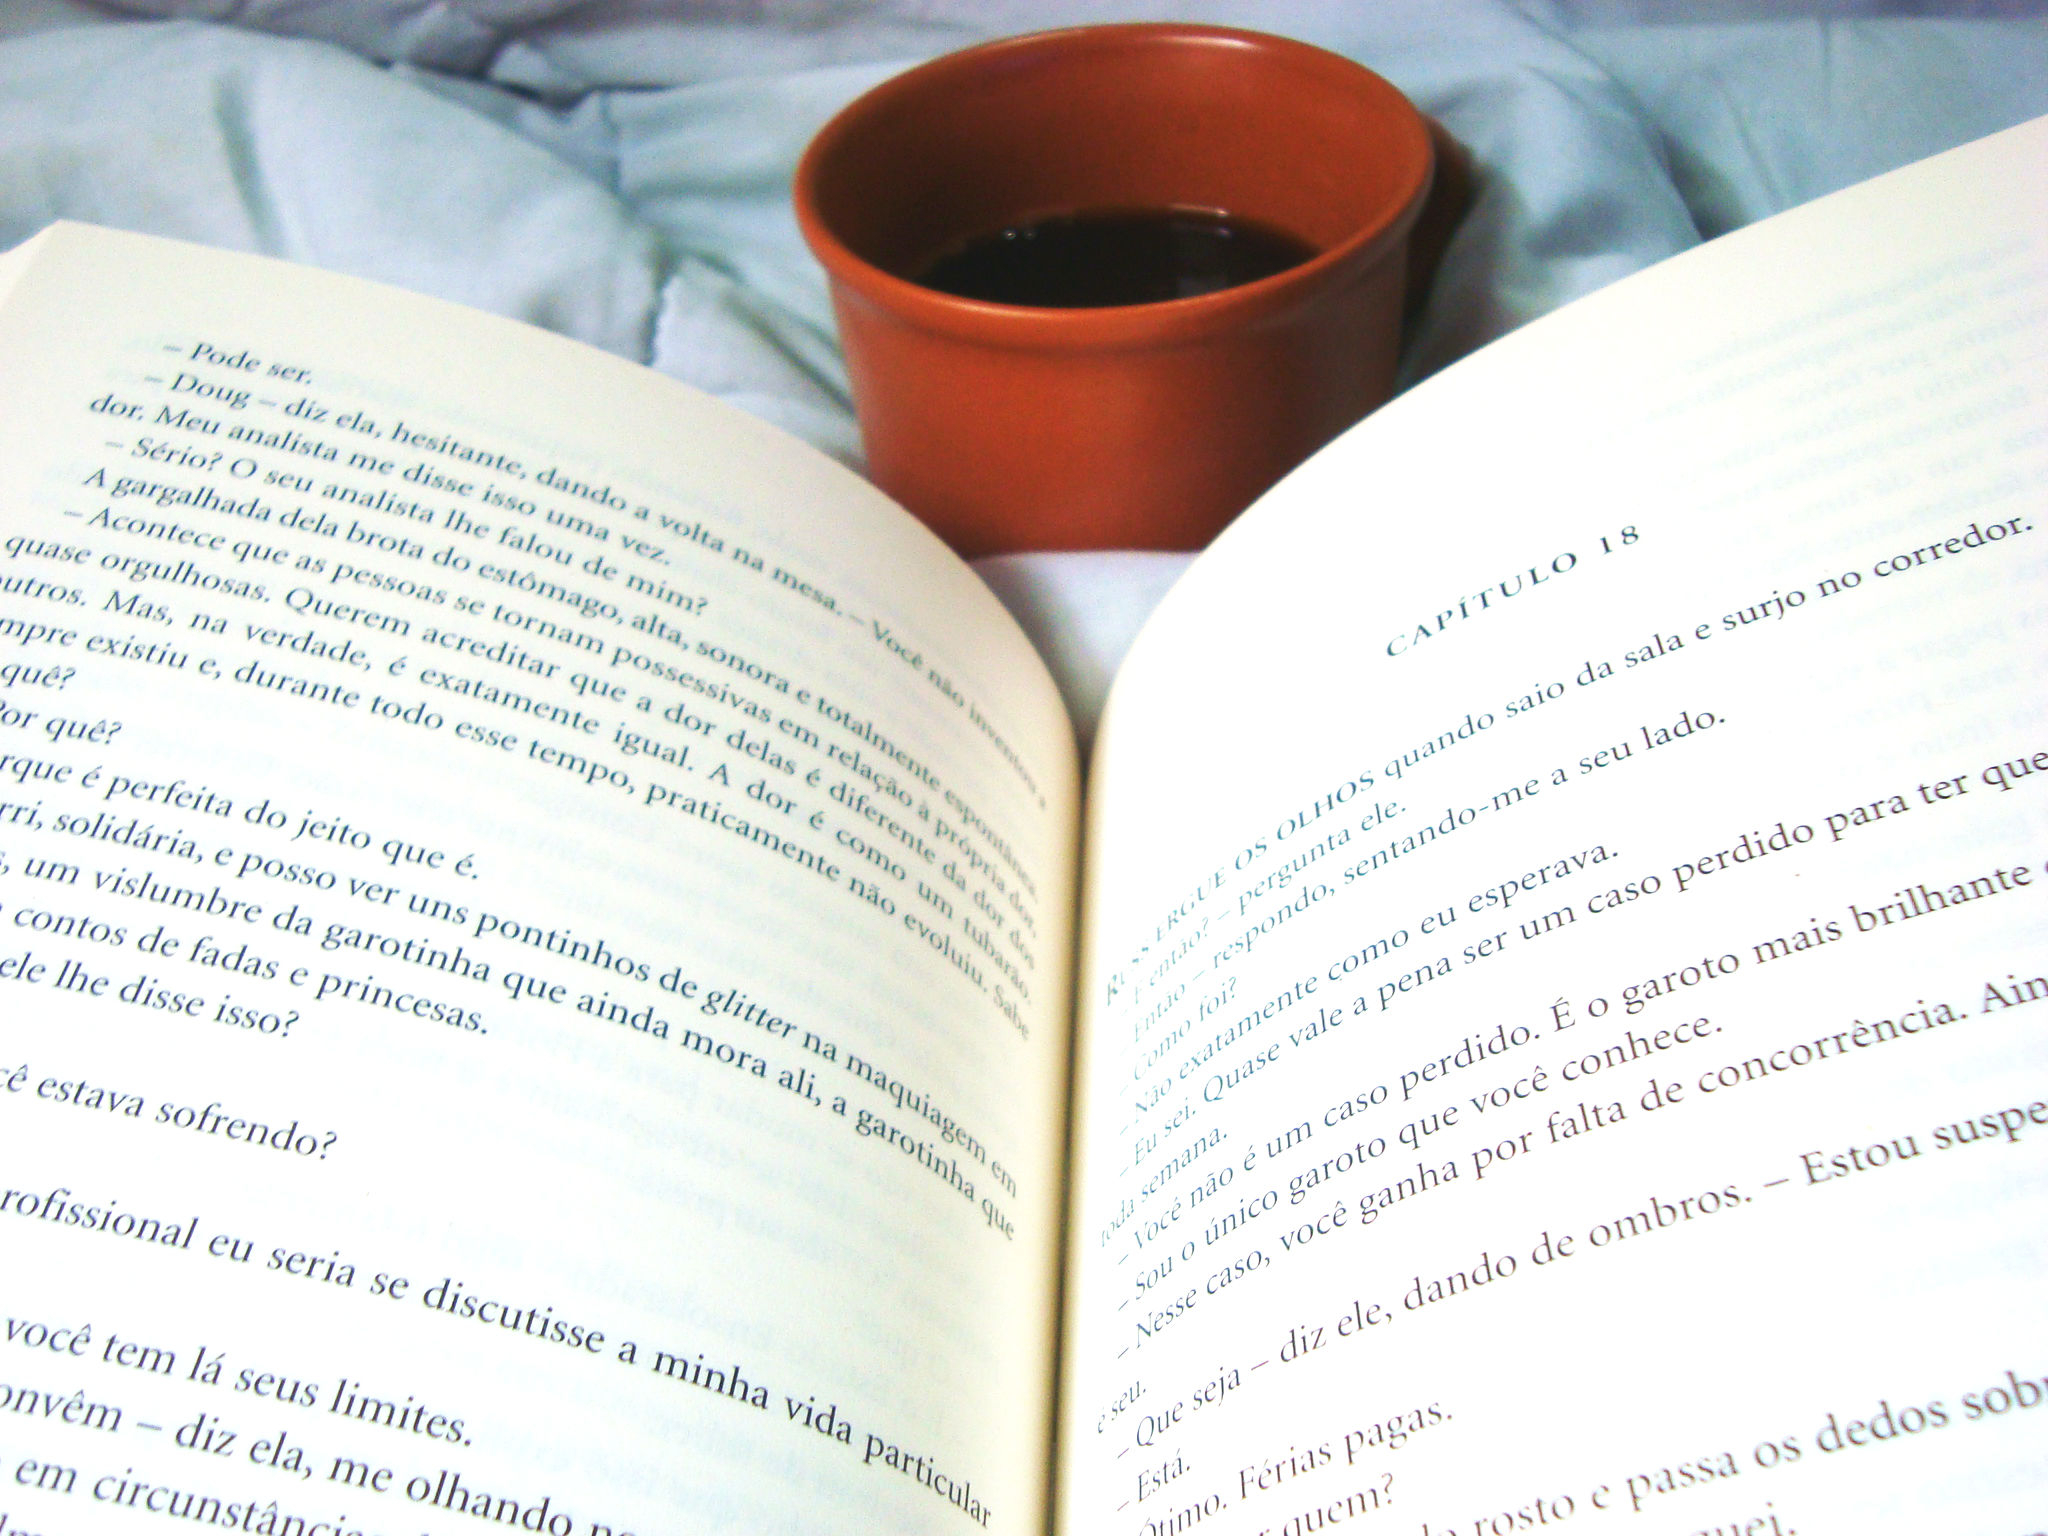 – Pode ser.
– Doug – diz ela, hesitante, dando a volta na mesa. – Você não inventou a
dor. Meu analista me disse isso uma vez.
– Sério? O seu analista lhe falou de mim?
A gargalhada dela brota do estômago, alta, sonora e totalmente espontânea.
– Acontece que as pessoas se tornam possessivas em relação à própria dor,
quase orgulhosas. Querem acreditar que a dor delas é diferente da dor dos
outros. Mas, na verdade, é exatamente igual. A dor é como um tubarão.
mpre existiu e, durante todo esse tempo, praticamente não evoluiu. Sabe
quê?
Por quê?
rque é perfeita do jeito que é.
rri, solidária, e posso ver uns pontinhos de glitter na maquiagem em
s, um vislumbre da garotinha que ainda mora ali, a garotinha que
contos de fadas e princesas.
ele lhe disse isso?
cê estava sofrendo?
rofissional eu seria se discutisse a minha vida particular
você tem lá seus limites.
onvêm – diz ela, me olhando
em circunstâncias
CAPÍTULO 18
RUSS ERGUE OS OLHOS quando saio da sala e surjo no corredor.
– E então? – pergunta ele.
– Então – respondo, sentando-me a seu lado.
– Como foi?
– Não exatamente como eu esperava.
– Eu sei. Quase vale a pena ser um caso perdido para ter que
toda semana.
– Você não é um caso perdido. É o garoto mais brilhante
– Sou o único garoto que você conhece.
– Nesse caso, você ganha por falta de concorrência. Ain
é seu.
– Que seja – diz ele, dando de ombros. – Estou suspe
– Está.
Ótimo. Férias pagas.
quem?
rosto e passa os dedos sobr
quei.